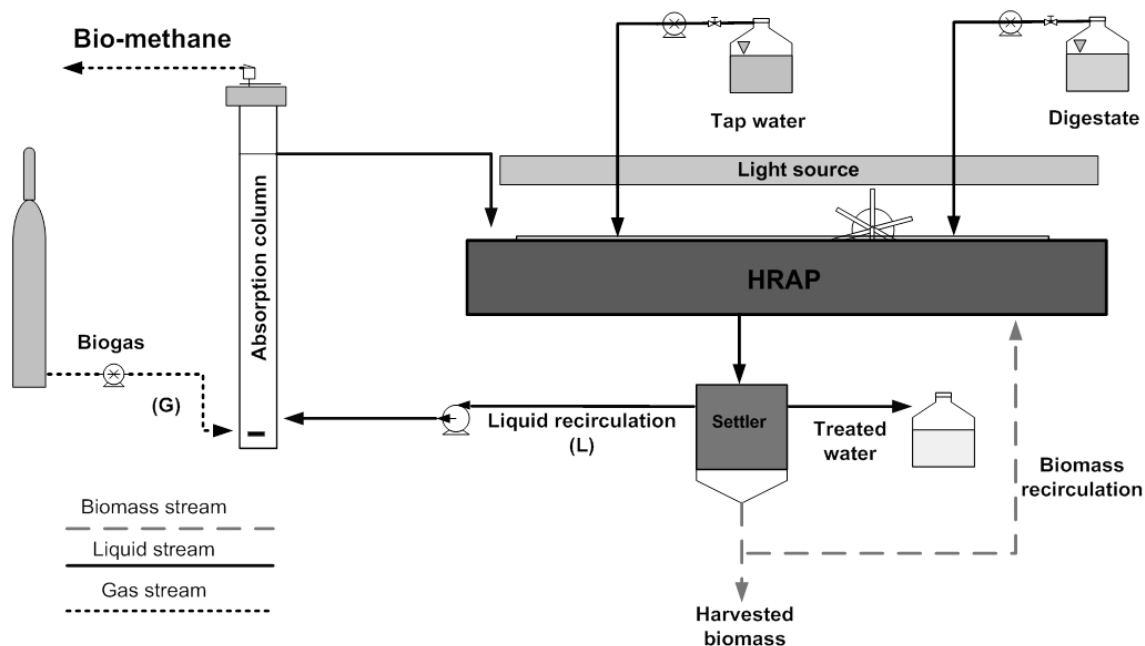 Bio-methane
Tap water
Digestate
Light source
Absorption column
HRAP
Biogas
(G)
Liquid recirculation
(L)
Settler
Treated
water
Biomass
recirculation
Biomass stream
Liquid stream
Gas stream
Harvested
biomass